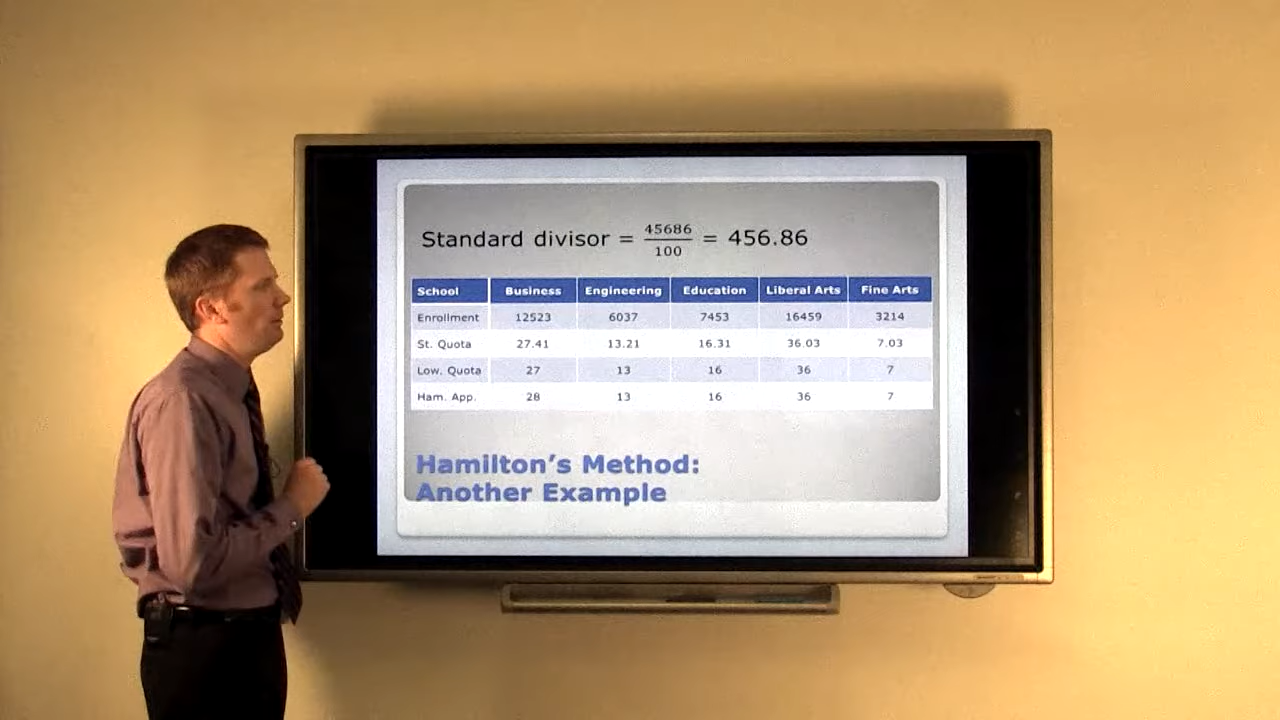 Standard divisor = 45686/100 = 456.86
School Business Engineering Education Liberal Arts Fine Arts
Enrollment 12523 6037 7453 16459 3214
St. Quota 27.41 13.21 16.31 36.03 7.03
Low. Quota 27 13 16 36 7
Ham. App. 28 13 16 36 7
Hamilton's Method:
Another Example